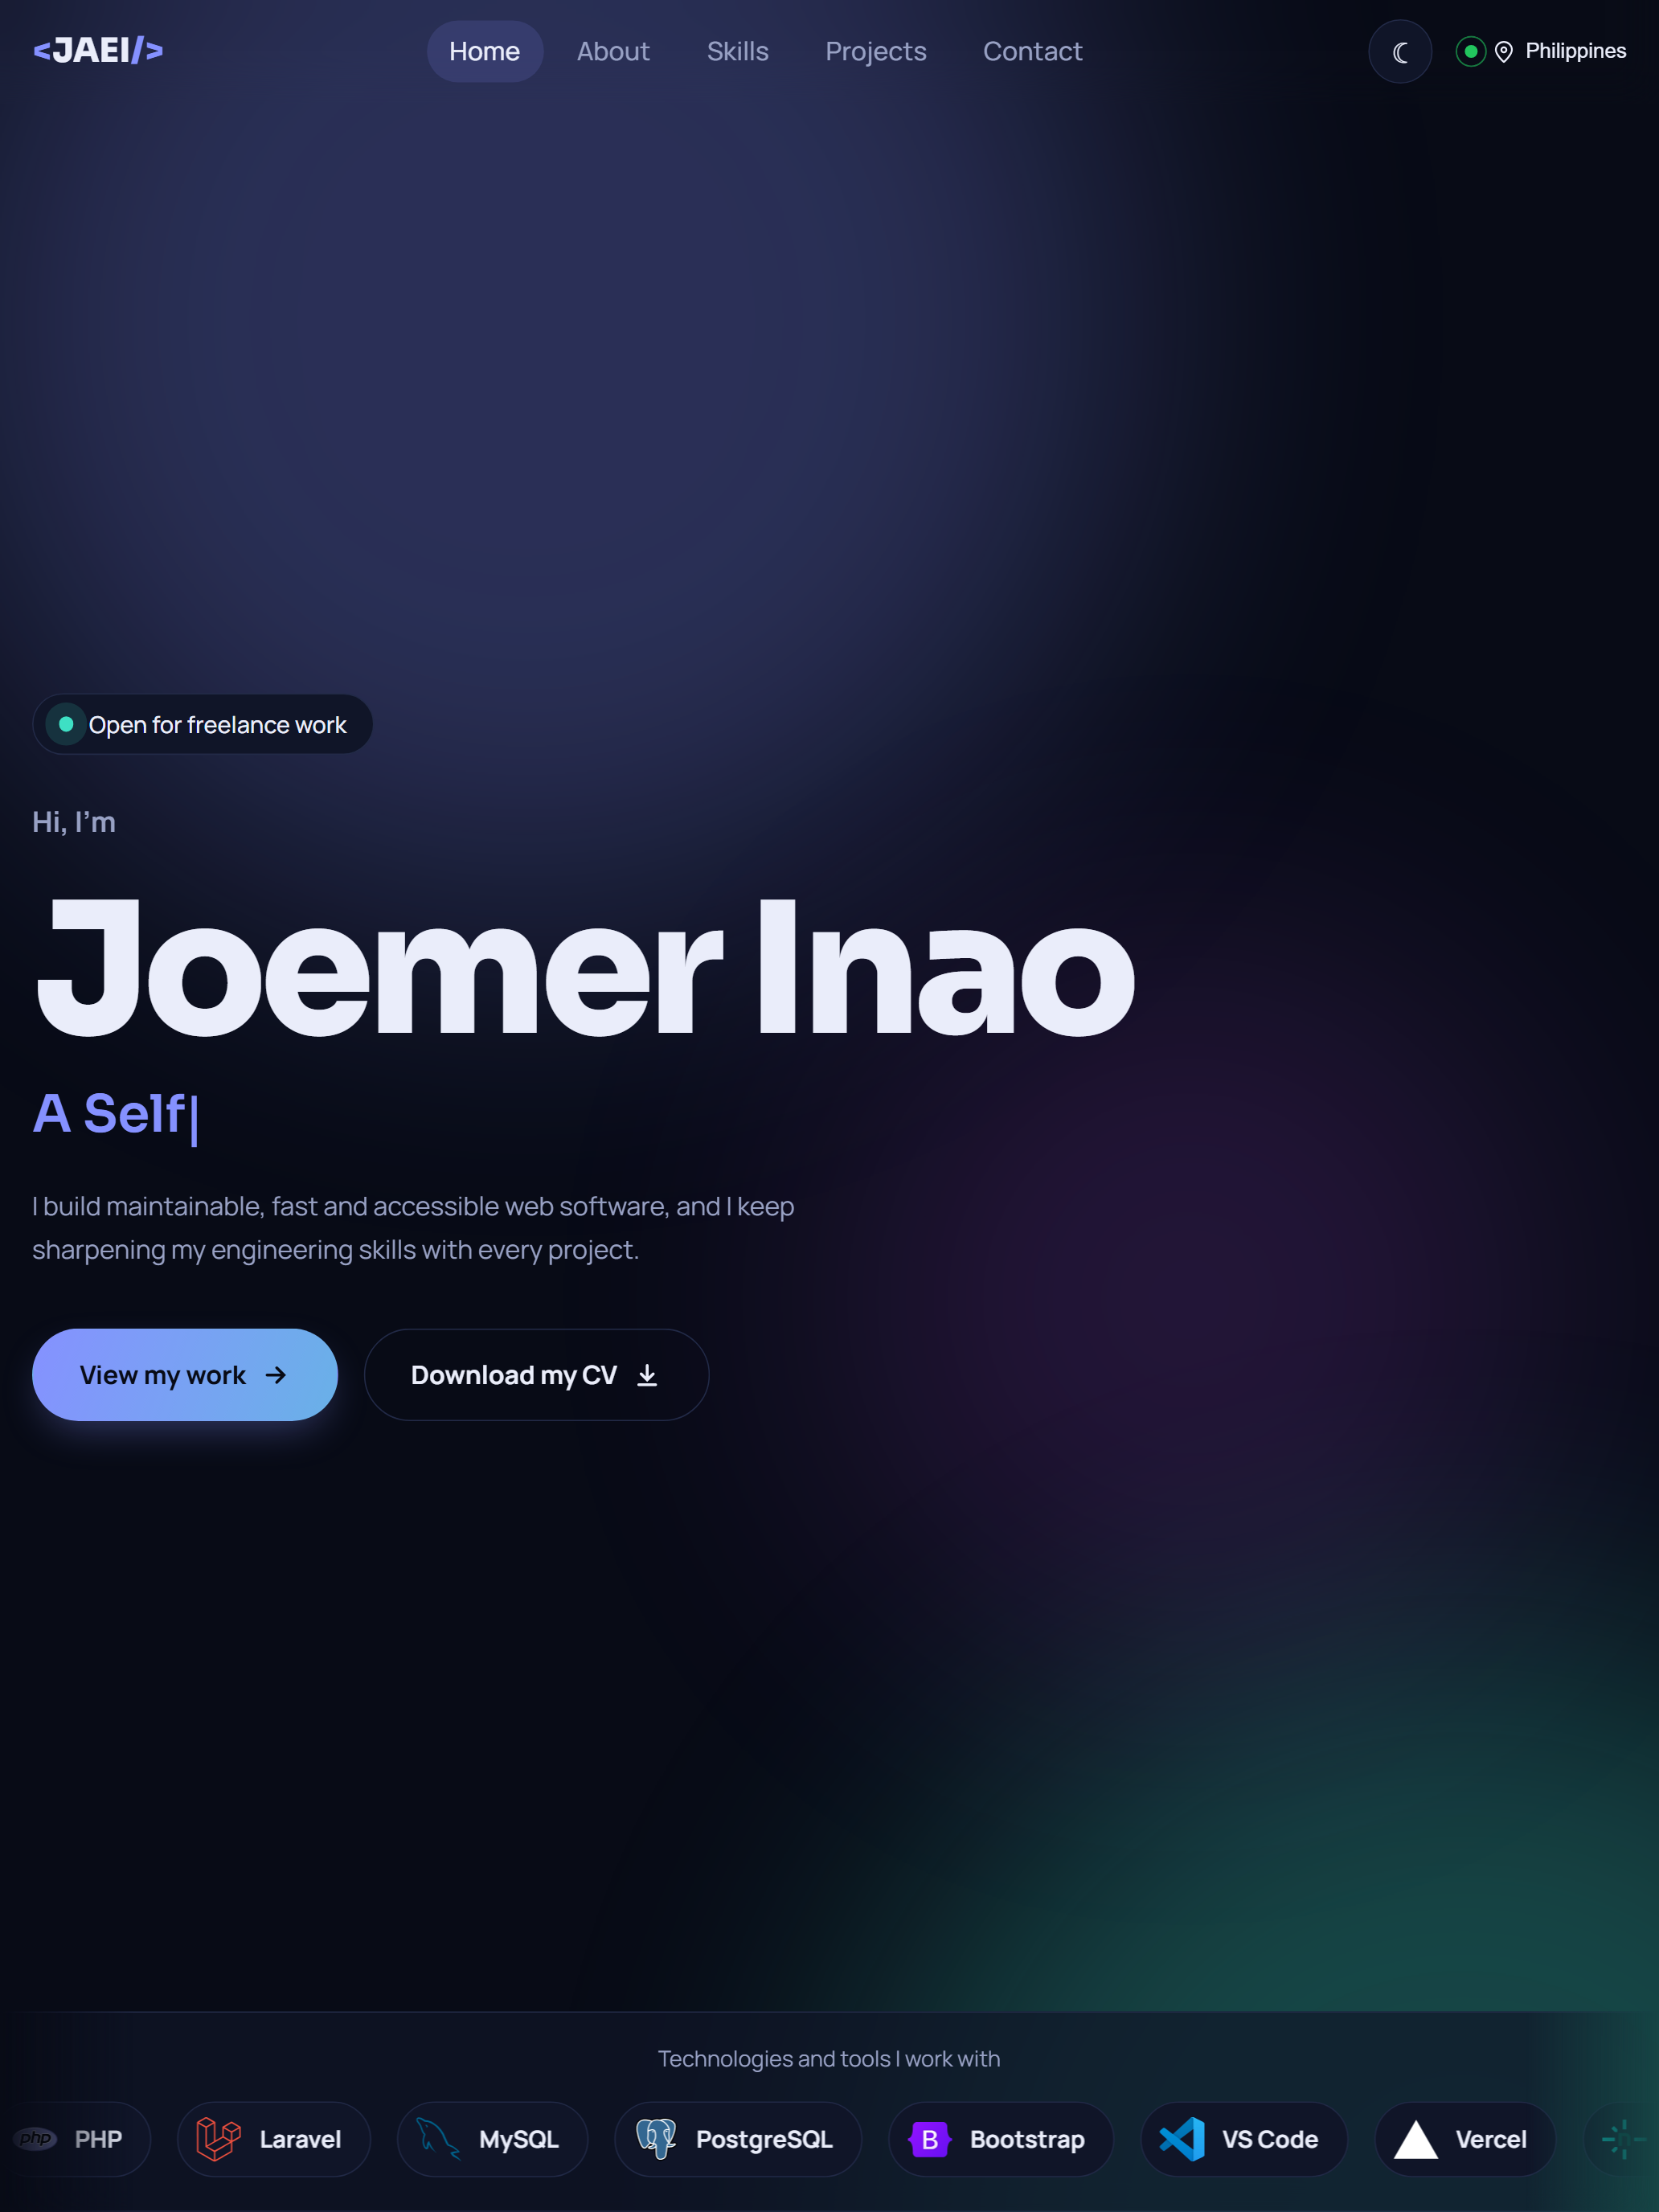 <JAEI/>
Home About Skills Projects Contact
Philippines
Open for freelance work
Hi, I’m
Joemer Inao
A Self|
I build maintainable, fast and accessible web software, and I keep
sharpening my engineering skills with every project.
View my work → Download my CV
Technologies and tools I work with
php PHP Laravel MySQL PostgreSQL B Bootstrap VS Code Vercel